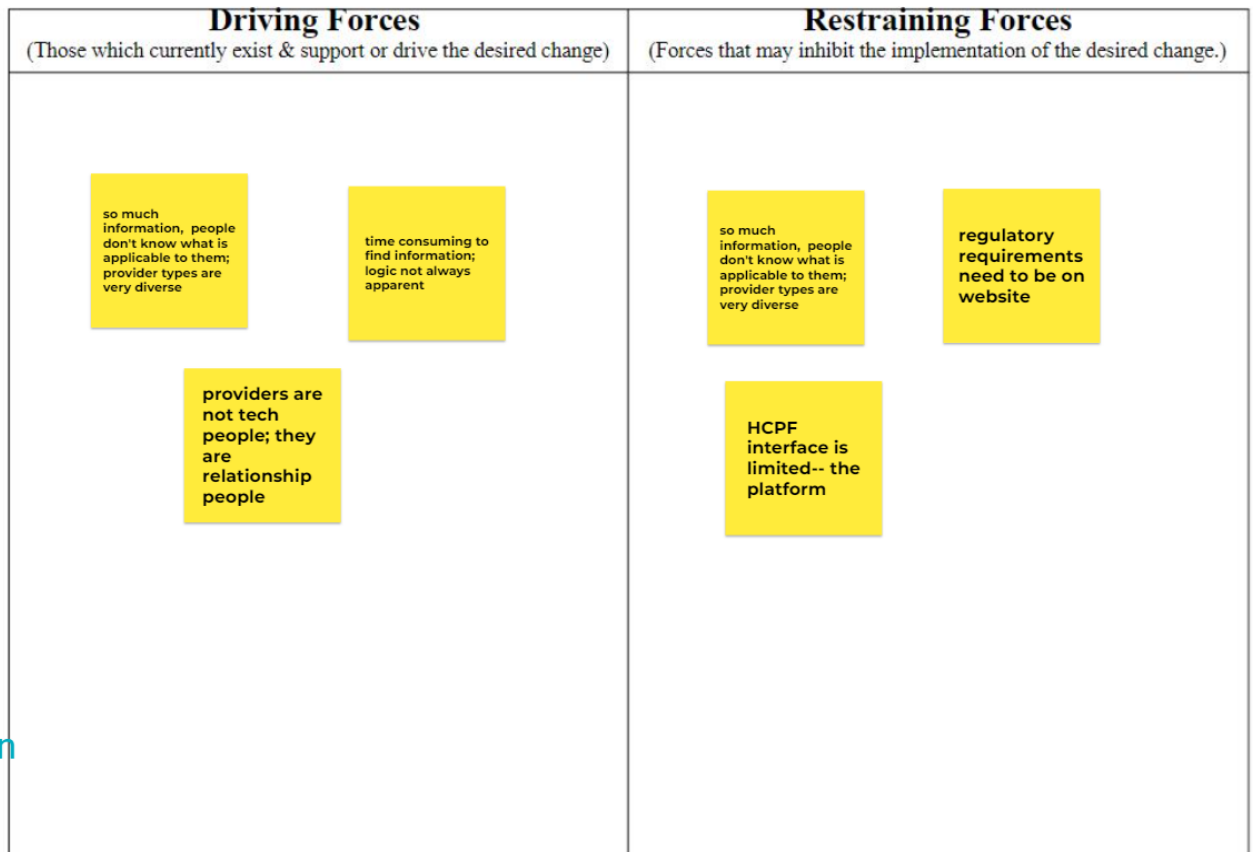 Driving Forces
(Those which currently exist & support or drive the desired change)
Restraining Forces
(Forces that may inhibit the implementation of the desired change.)
so much
information,  people
don't know what is
applicable to them;
provider types are
very diverse
time consuming to
find information;
logic not always
apparent
providers are
not tech
people; they
are
relationship
people
so much
information,  people
don't know what is
applicable to them;
provider types are
very diverse
regulatory
requirements
need to be on
website
HCPF
interface is
limited-- the
platform
n